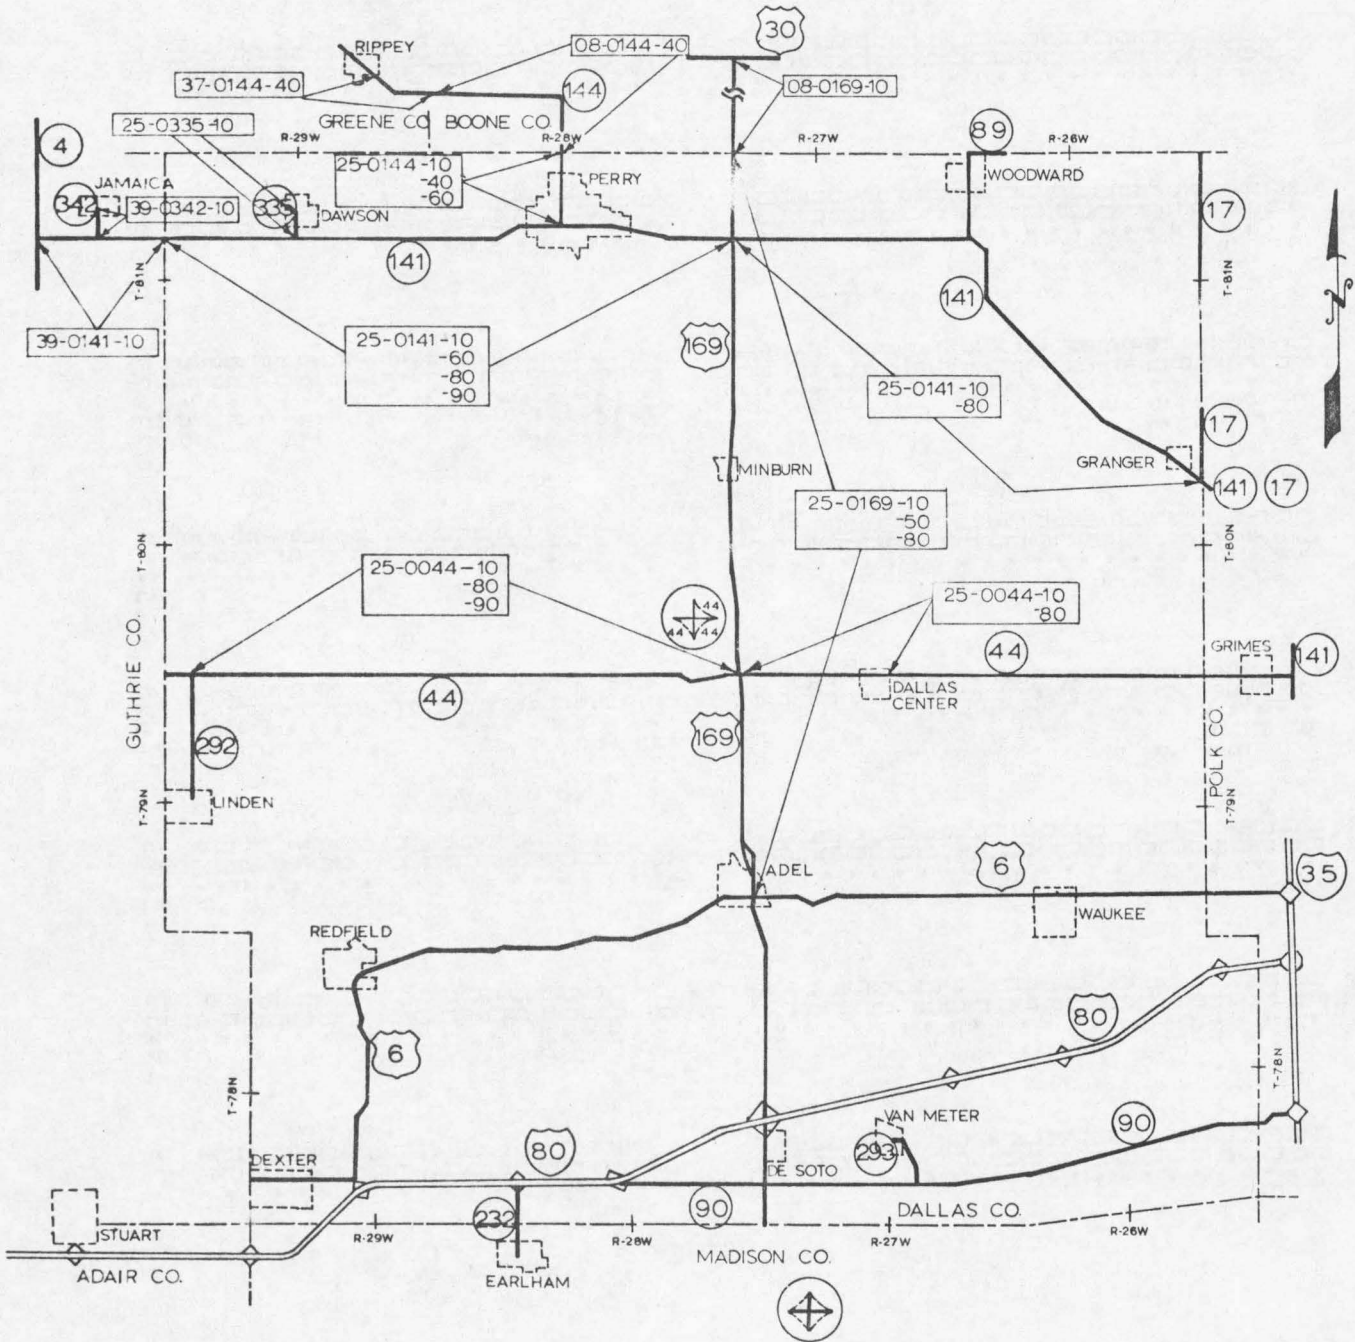 30
RIPPEY
08-0144-40
37-0144-40
144
08-0169-10
GREENE CO.
BOONE CO.
25-0335-10
4
R-29W
R-28W
R-27W
89
R-26W
25-0144-10
-40
-60
PERRY
WOODWARD
JAMAICA
342
39-0342-10
335
DAWSON
17
141
T-81N
141
T-81N
39-0141-10
25-0141-10
-60
-80
-90
169
25-0141-10
-80
17
MINBURN
GRANGER
141
17
25-0169-10
-50
-80
T-80N
T-80N
25-0044-10
-80
-90
25-0044-10
-80
44
44
44
GUTHRIE CO.
44
GRIMES
141
44
DALLAS
CENTER
292
169
POLK CO.
T-79N
LINDEN
T-79N
ADEL
6
35
WAUKEE
REDFIELD
80
6
T-78N
T-78N
VAN METER
90
293
DEXTER
80
DE SOTO
232
90
DALLAS CO.
STUART
R-29W
R-28W
R-27W
R-26W
MADISON CO.
ADAIR CO.
EARLHAM